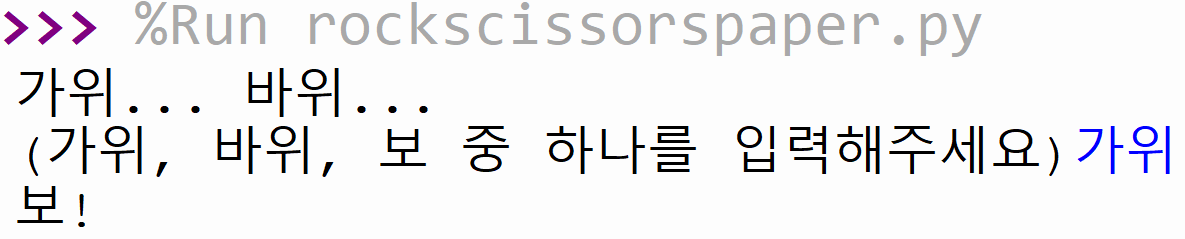 >>> %Run rockscissorspaper.py
가위... 바위...
(가위, 바위, 보 중 하나를 입력해주세요)가위
보!